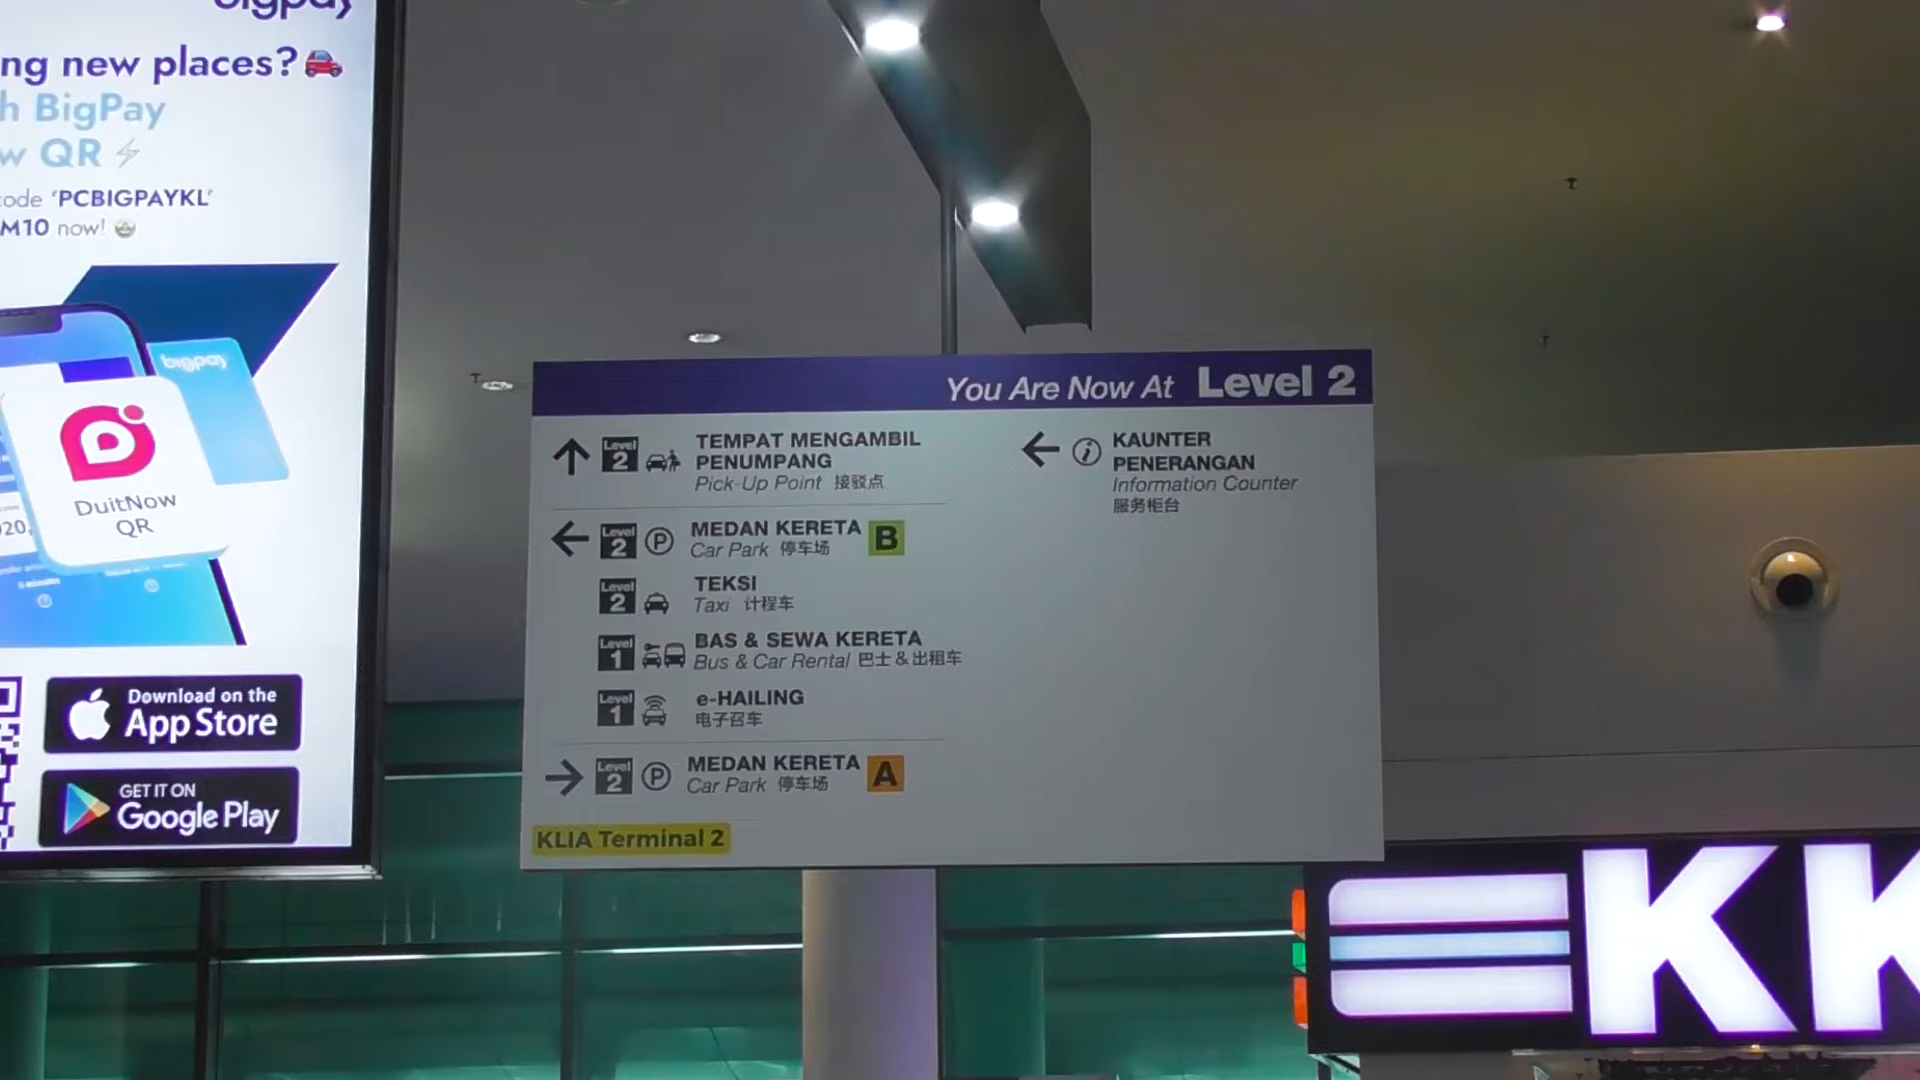 bigpay
ng new places?
h BigPay
w QR
code ‘PCBIGPAYKL’
M10 now!
bigpay
DuitNow
QR
Download on the
App Store
GET IT ON
Google Play
You Are Now At Level 2
Level 2 TEMPAT MENGAMBIL
PENUMPANG
Pick-Up Point 接驳点
Level 2 P MEDAN KERETA B
Car Park 停车场
Level 2 TEKSI
Taxi 计程车
Level 1 BAS & SEWA KERETA
Bus & Car Rental 巴士&出租车
Level 1 e-HAILING
电子召车
Level 2 P MEDAN KERETA A
Car Park 停车场
KLIA Terminal 2
i KAUNTER
PENERANGAN
Information Counter
服务柜台
KK